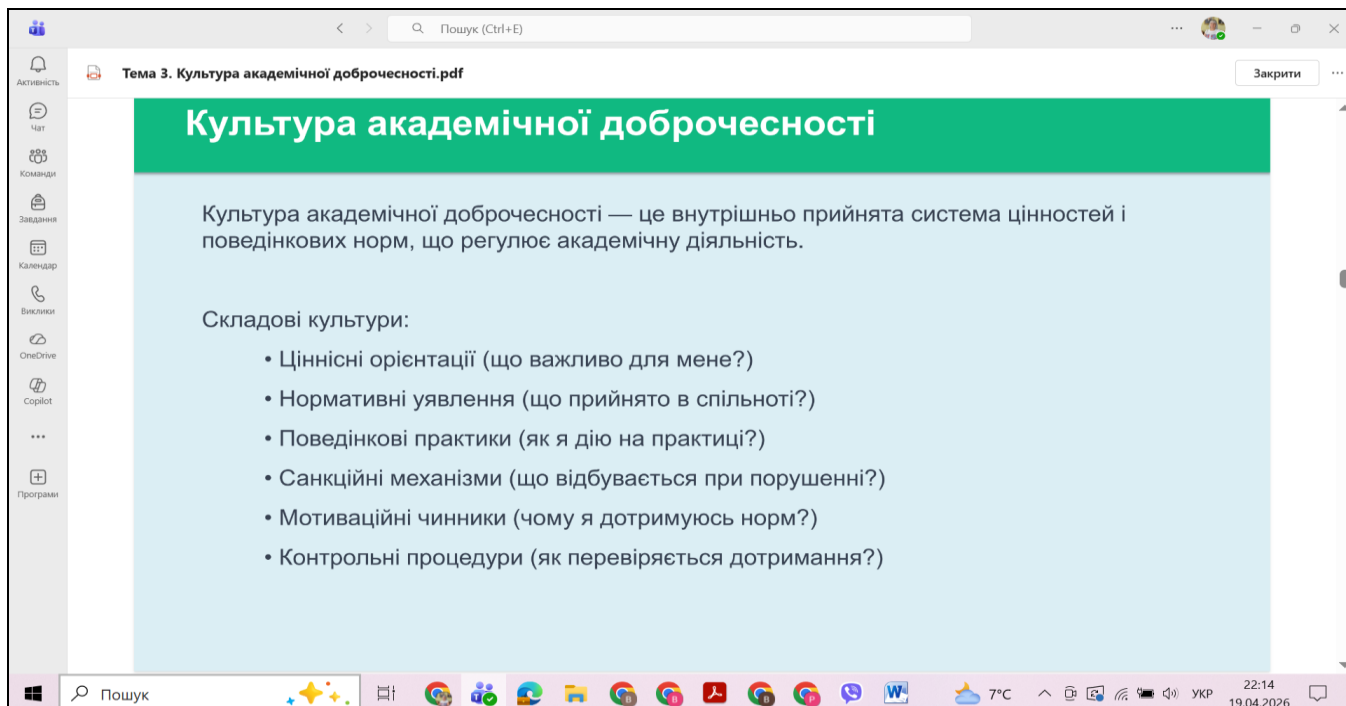 Пошук (Ctrl+E)
Активність
Чат
Команди
Завдання
Календар
Виклики
OneDrive
Copilot
Програми
Тема 3. Культура академічної доброчесності.pdf
Закрити
Культура академічної доброчесності
Культура академічної доброчесності — це внутрішньо прийнята система цінностей і
поведінкових норм, що регулює академічну діяльність.
Складові культури:
• Ціннісні орієнтації (що важливо для мене?)
• Нормативні уявлення (що прийнято в спільноті?)
• Поведінкові практики (як я дію на практиці?)
• Санкційні механізми (що відбувається при порушенні?)
• Мотиваційні чинники (чому я дотримуюсь норм?)
• Контрольні процедури (як перевіряється дотримання?)
Пошук
7°C
УКР
22:14
19.04.2026